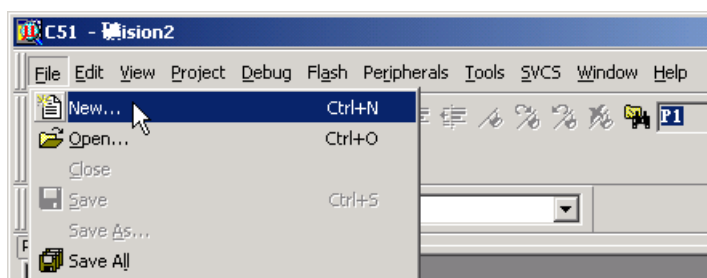 C51 - ision2
File Edit View Project Debug Flash Peripherals Tools SVCS Window Help
New... Ctrl+N
P1
Open... Ctrl+O
Close
Save Ctrl+S
Save As...
Save All